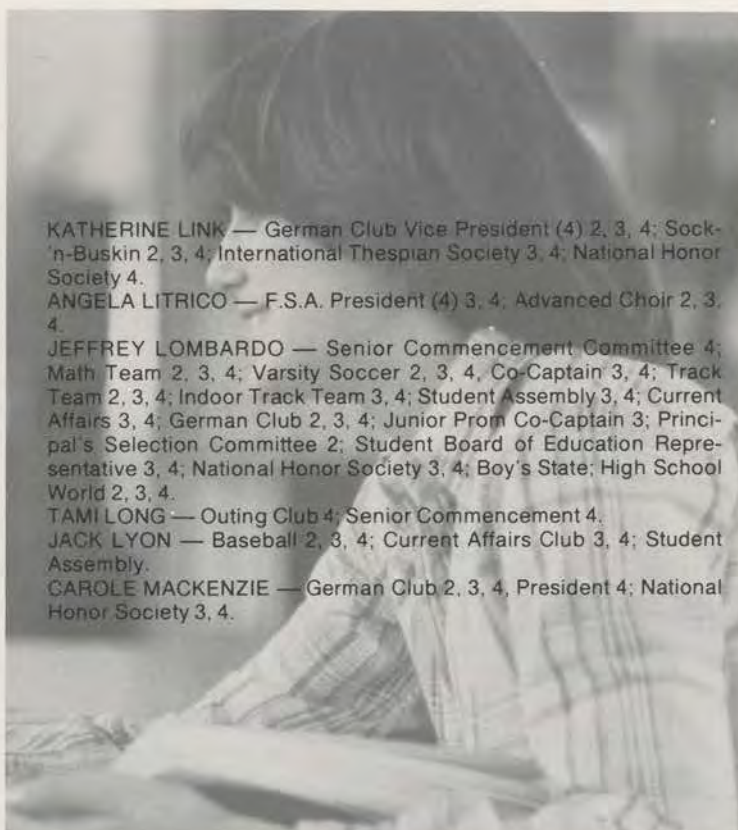 KATHERINE LINK — German Club Vice President (4) 2, 3, 4; Sock-
'n-Buskin 2, 3, 4; International Thespian Society 3, 4; National Honor
Society 4.
ANGELA LITRICO — F.S.A. President (4) 3, 4; Advanced Choir 2, 3,
4.
JEFFREY LOMBARDO — Senior Commencement Committee 4;
Math Team 2, 3, 4; Varsity Soccer 2, 3, 4, Co-Captain 3, 4; Track
Team 2, 3, 4; Indoor Track Team 3, 4; Student Assembly 3, 4; Current
Affairs 3, 4; German Club 2, 3, 4; Junior Prom Co-Captain 3; Princi-
pal's Selection Committee 2; Student Board of Education Repre-
sentative 3, 4; National Honor Society 3, 4; Boy's State; High School
World 2, 3, 4.
TAMI LONG — Outing Club 4; Senior Commencement 4.
JACK LYON — Baseball 2, 3, 4; Current Affairs Club 3, 4; Student
Assembly.
CAROLE MACKENZIE — German Club 2, 3, 4, President 4; National
Honor Society 3, 4.